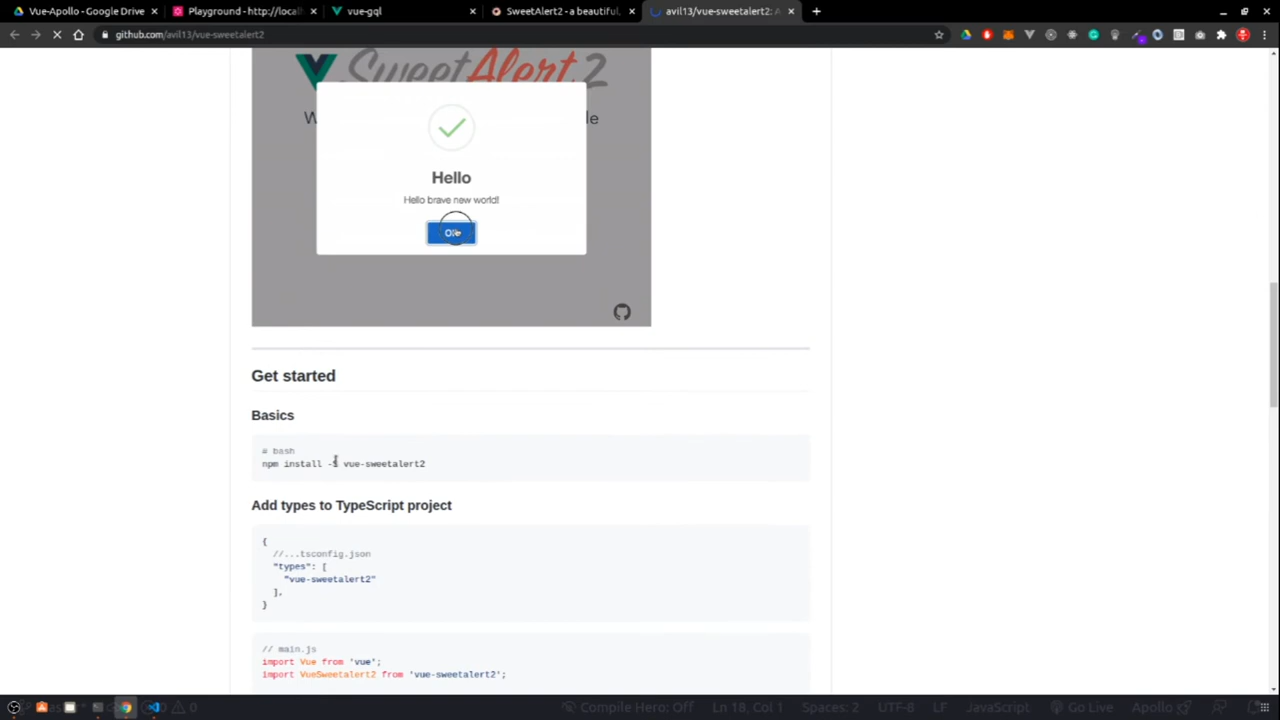 Vue-Apollo - Google Drive
Playground - http://local
vue-gql
SweetAlert2 - a beautiful,
avil13/vue-sweetalert2: A
github.com/avil13/vue-sweetalert2
SweetAlert2
Hello
Hello brave new world!
OK
Get started
Basics
# bash
npm install -S vue-sweetalert2
Add types to TypeScript project
{
//...tsconfig.json
"types": [
"vue-sweetalert2"
],
}
// main.js
import Vue from 'vue';
import VueSweetalert2 from 'vue-sweetalert2';
0
Compile Hero: Off
Ln 18, Col 1
Spaces: 2
UTF-8
LF
JavaScript
Go Live
Apollo